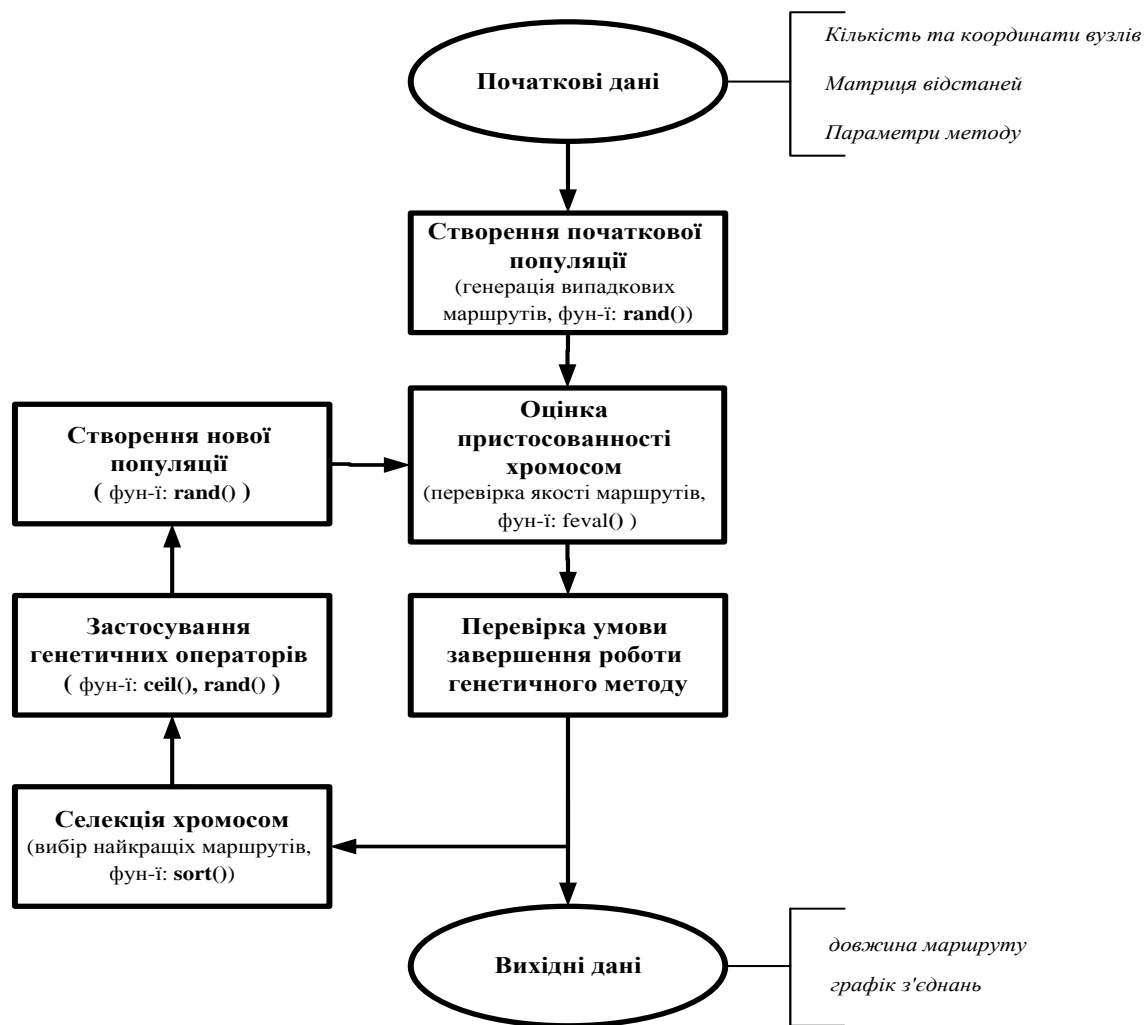 Початкові дані
Кількість та координати вузлів
Матриця відстаней
Параметри методу
Створення початкової
популяції
(генерація випадкових
маршрутів, фун-ї: rand())
Оцінка
пристосованності
хромосом
(перевірка якості маршрутів,
фун-ї: feval() )
Створення нової
популяції
( фун-ї: rand() )
Застосування
генетичних операторів
( фун-ї: ceil(), rand() )
Перевірка умови
завершення роботи
генетичного методу
Селекція хромосом
(вибір найкращіх маршрутів,
фун-ї: sort())
Вихідні дані
довжина маршруту
графік з'єднань